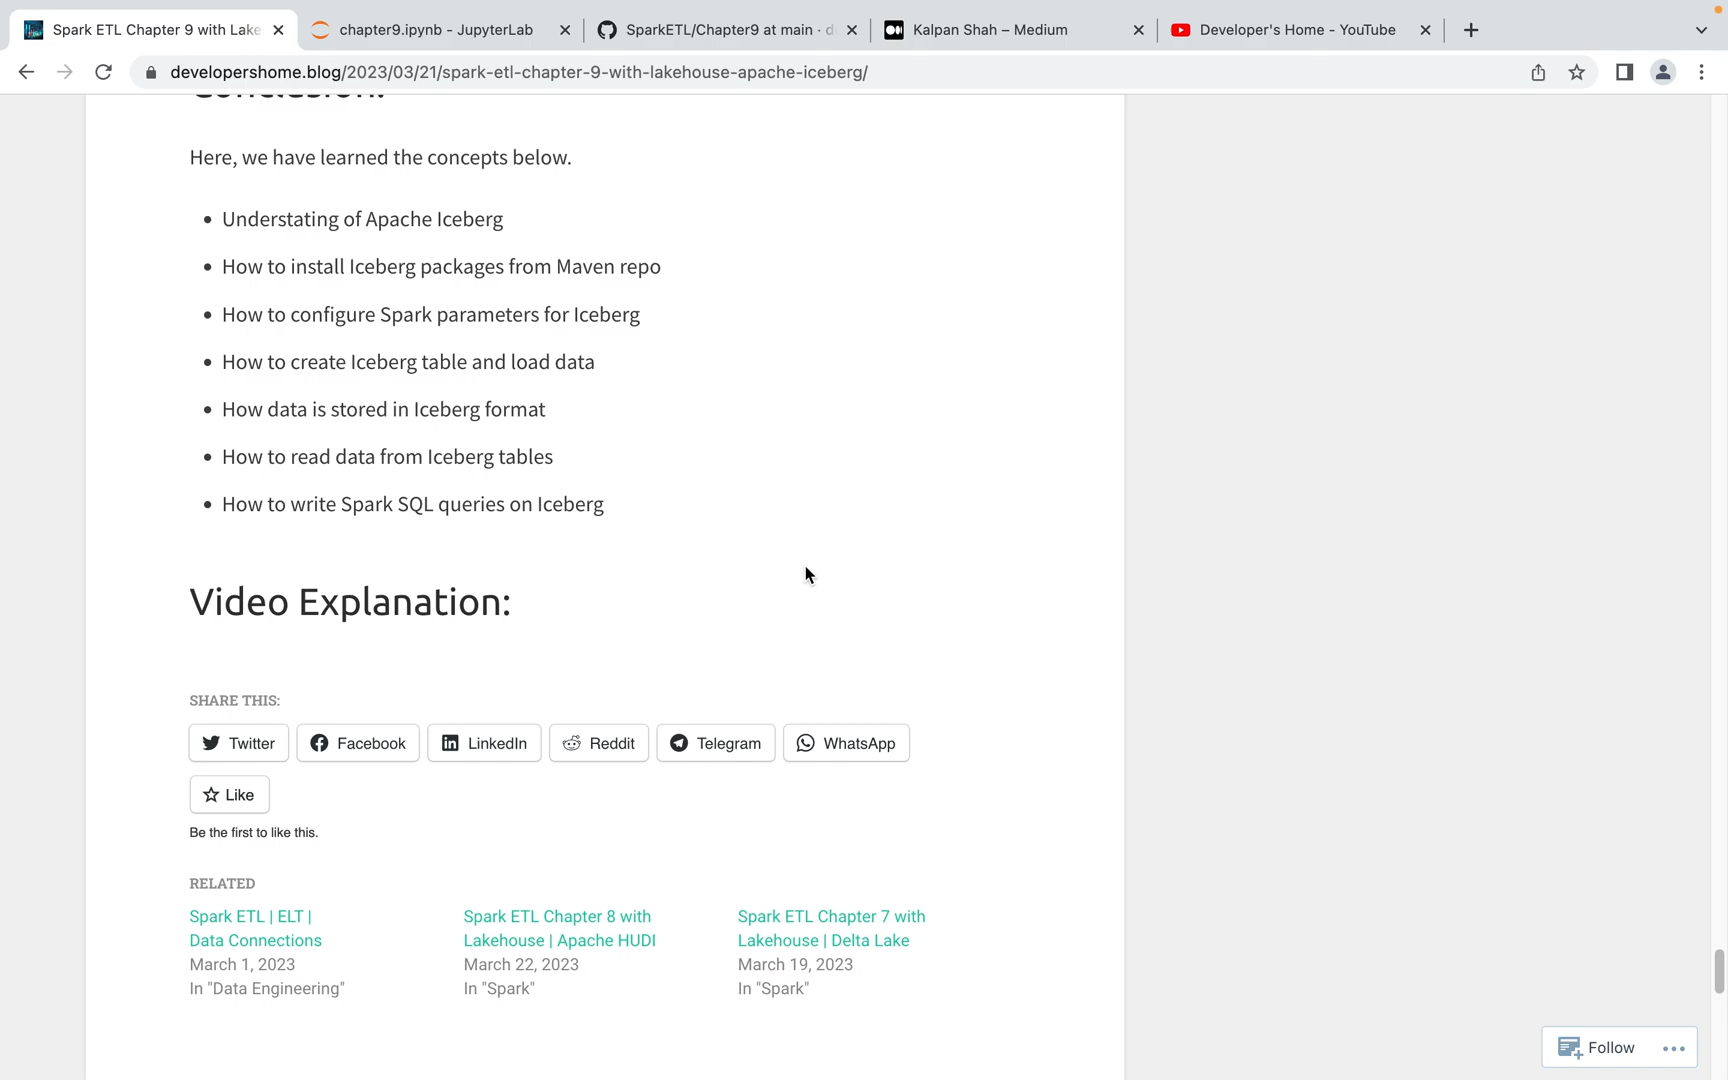 Spark ETL Chapter 9 with Lake
chapter9.ipynb - JupyterLab
SparkETL/Chapter9 at main · d
Kalpan Shah – Medium
Developer's Home - YouTube
developershome.blog/2023/03/21/spark-etl-chapter-9-with-lakehouse-apache-iceberg/
Conclusion:
Here, we have learned the concepts below.
• Understating of Apache Iceberg
• How to install Iceberg packages from Maven repo
• How to configure Spark parameters for Iceberg
• How to create Iceberg table and load data
• How data is stored in Iceberg format
• How to read data from Iceberg tables
• How to write Spark SQL queries on Iceberg
Video Explanation:
SHARE THIS:
Twitter
Facebook
LinkedIn
Reddit
Telegram
WhatsApp
Like
Be the first to like this.
RELATED
Spark ETL | ELT |
Data Connections
March 1, 2023
In "Data Engineering"
Spark ETL Chapter 8 with
Lakehouse | Apache HUDI
March 22, 2023
In "Spark"
Spark ETL Chapter 7 with
Lakehouse | Delta Lake
March 19, 2023
In "Spark"
Follow